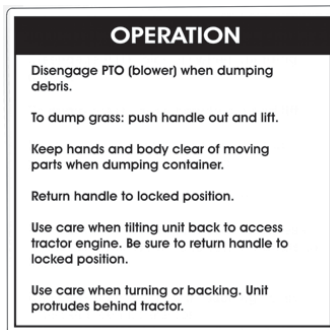 OPERATION
Disengage PTO (blower) when dumping
debris.
To dump grass: push handle out and lift.
Keep hands and body clear of moving
parts when dumping container.
Return handle to locked position.
Use care when tilting unit back to access
tractor engine. Be sure to return handle to
locked position.
Use care when turning or backing. Unit
protrudes behind tractor.